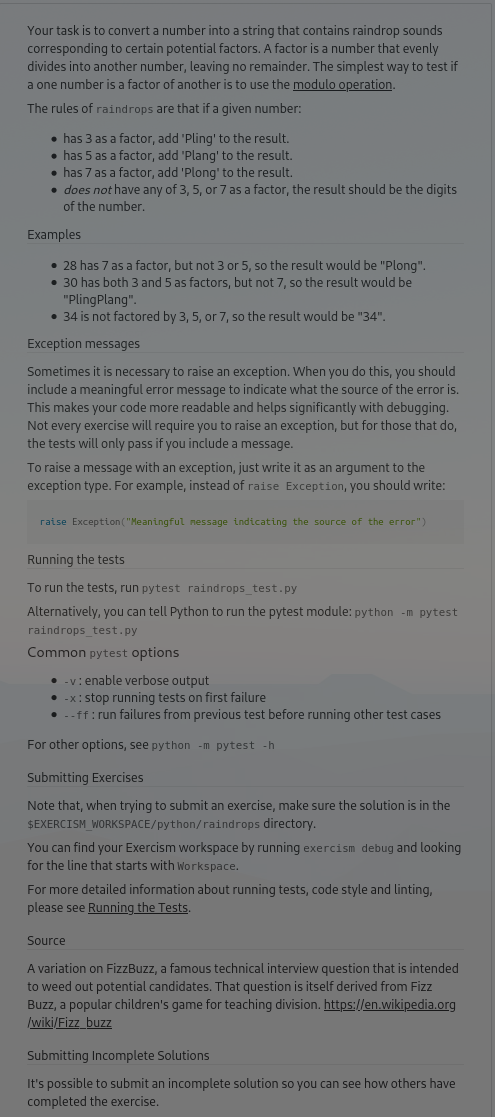 Your task is to convert a number into a string that contains raindrop sounds
corresponding to certain potential factors. A factor is a number that evenly
divides into another number, leaving no remainder. The simplest way to test if
a one number is a factor of another is to use the modulo operation.
The rules of raindrops are that if a given number:
• has 3 as a factor, add 'Pling' to the result.
• has 5 as a factor, add 'Plang' to the result.
• has 7 as a factor, add 'Plong' to the result.
• does not have any of 3, 5, or 7 as a factor, the result should be the digits
of the number.
Examples
• 28 has 7 as a factor, but not 3 or 5, so the result would be "Plong".
• 30 has both 3 and 5 as factors, but not 7, so the result would be
"PlingPlang".
• 34 is not factored by 3, 5, or 7, so the result would be "34".
Exception messages
Sometimes it is necessary to raise an exception. When you do this, you should
include a meaningful error message to indicate what the source of the error is.
This makes your code more readable and helps significantly with debugging.
Not every exercise will require you to raise an exception, but for those that do,
the tests will only pass if you include a message.
To raise a message with an exception, just write it as an argument to the
exception type. For example, instead of raise Exception, you should write:
raise Exception("Meaningful message indicating the source of the error")
Running the tests
To run the tests, run pytest raindrops_test.py
Alternatively, you can tell Python to run the pytest module: python -m pytest
raindrops_test.py
Common pytest options
• -v : enable verbose output
• -x : stop running tests on first failure
• --ff : run failures from previous test before running other test cases
For other options, see python -m pytest -h
Submitting Exercises
Note that, when trying to submit an exercise, make sure the solution is in the
$EXERCISM_WORKSPACE/python/raindrops directory.
You can find your Exercism workspace by running exercism debug and looking
for the line that starts with Workspace.
For more detailed information about running tests, code style and linting,
please see Running the Tests.
Source
A variation on FizzBuzz, a famous technical interview question that is intended
to weed out potential candidates. That question is itself derived from Fizz
Buzz, a popular children's game for teaching division. https://en.wikipedia.org
/wiki/Fizz_buzz
Submitting Incomplete Solutions
It's possible to submit an incomplete solution so you can see how others have
completed the exercise.